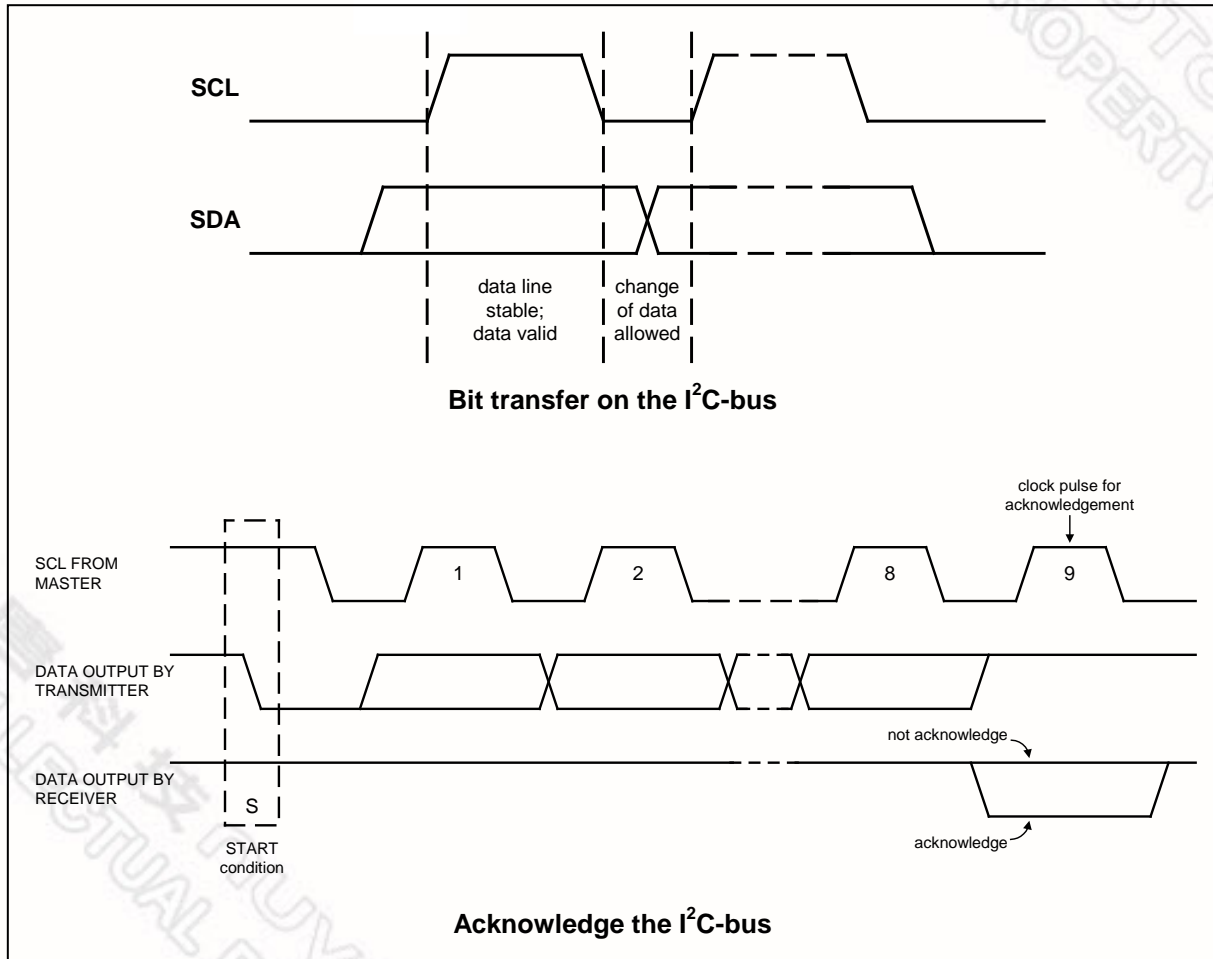 SCL
SDA
data line
stable;
data valid
change
of data
allowed
Bit transfer on the I²C-bus
clock pulse for
acknowledgement
SCL FROM
MASTER
1
2
8
9
DATA OUTPUT BY
TRANSMITTER
not acknowledge
DATA OUTPUT BY
RECEIVER
S
acknowledge
START
condition
Acknowledge the I²C-bus